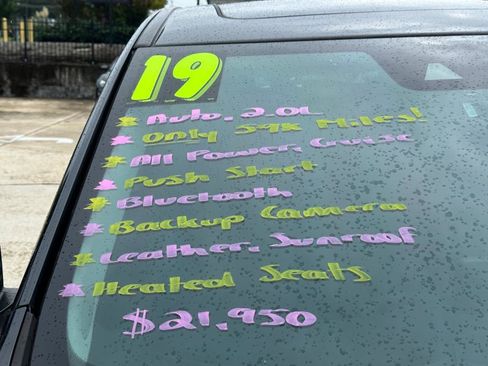 19
Auto, 2.0L
Only 59k Miles!
All Power, Cruise
Push Start
Bluetooth
Backup Camera
Leather, Sunroof
Heated Seats
$21,950